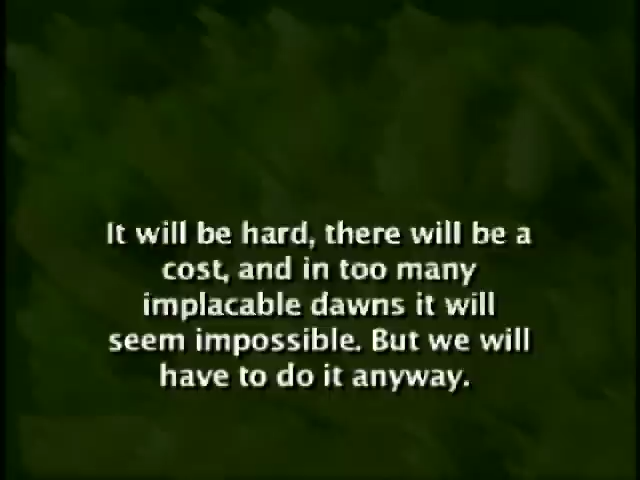 It will be hard, there will be a
cost, and in too many
implacable dawns it will
seem impossible. But we will
have to do it anyway.